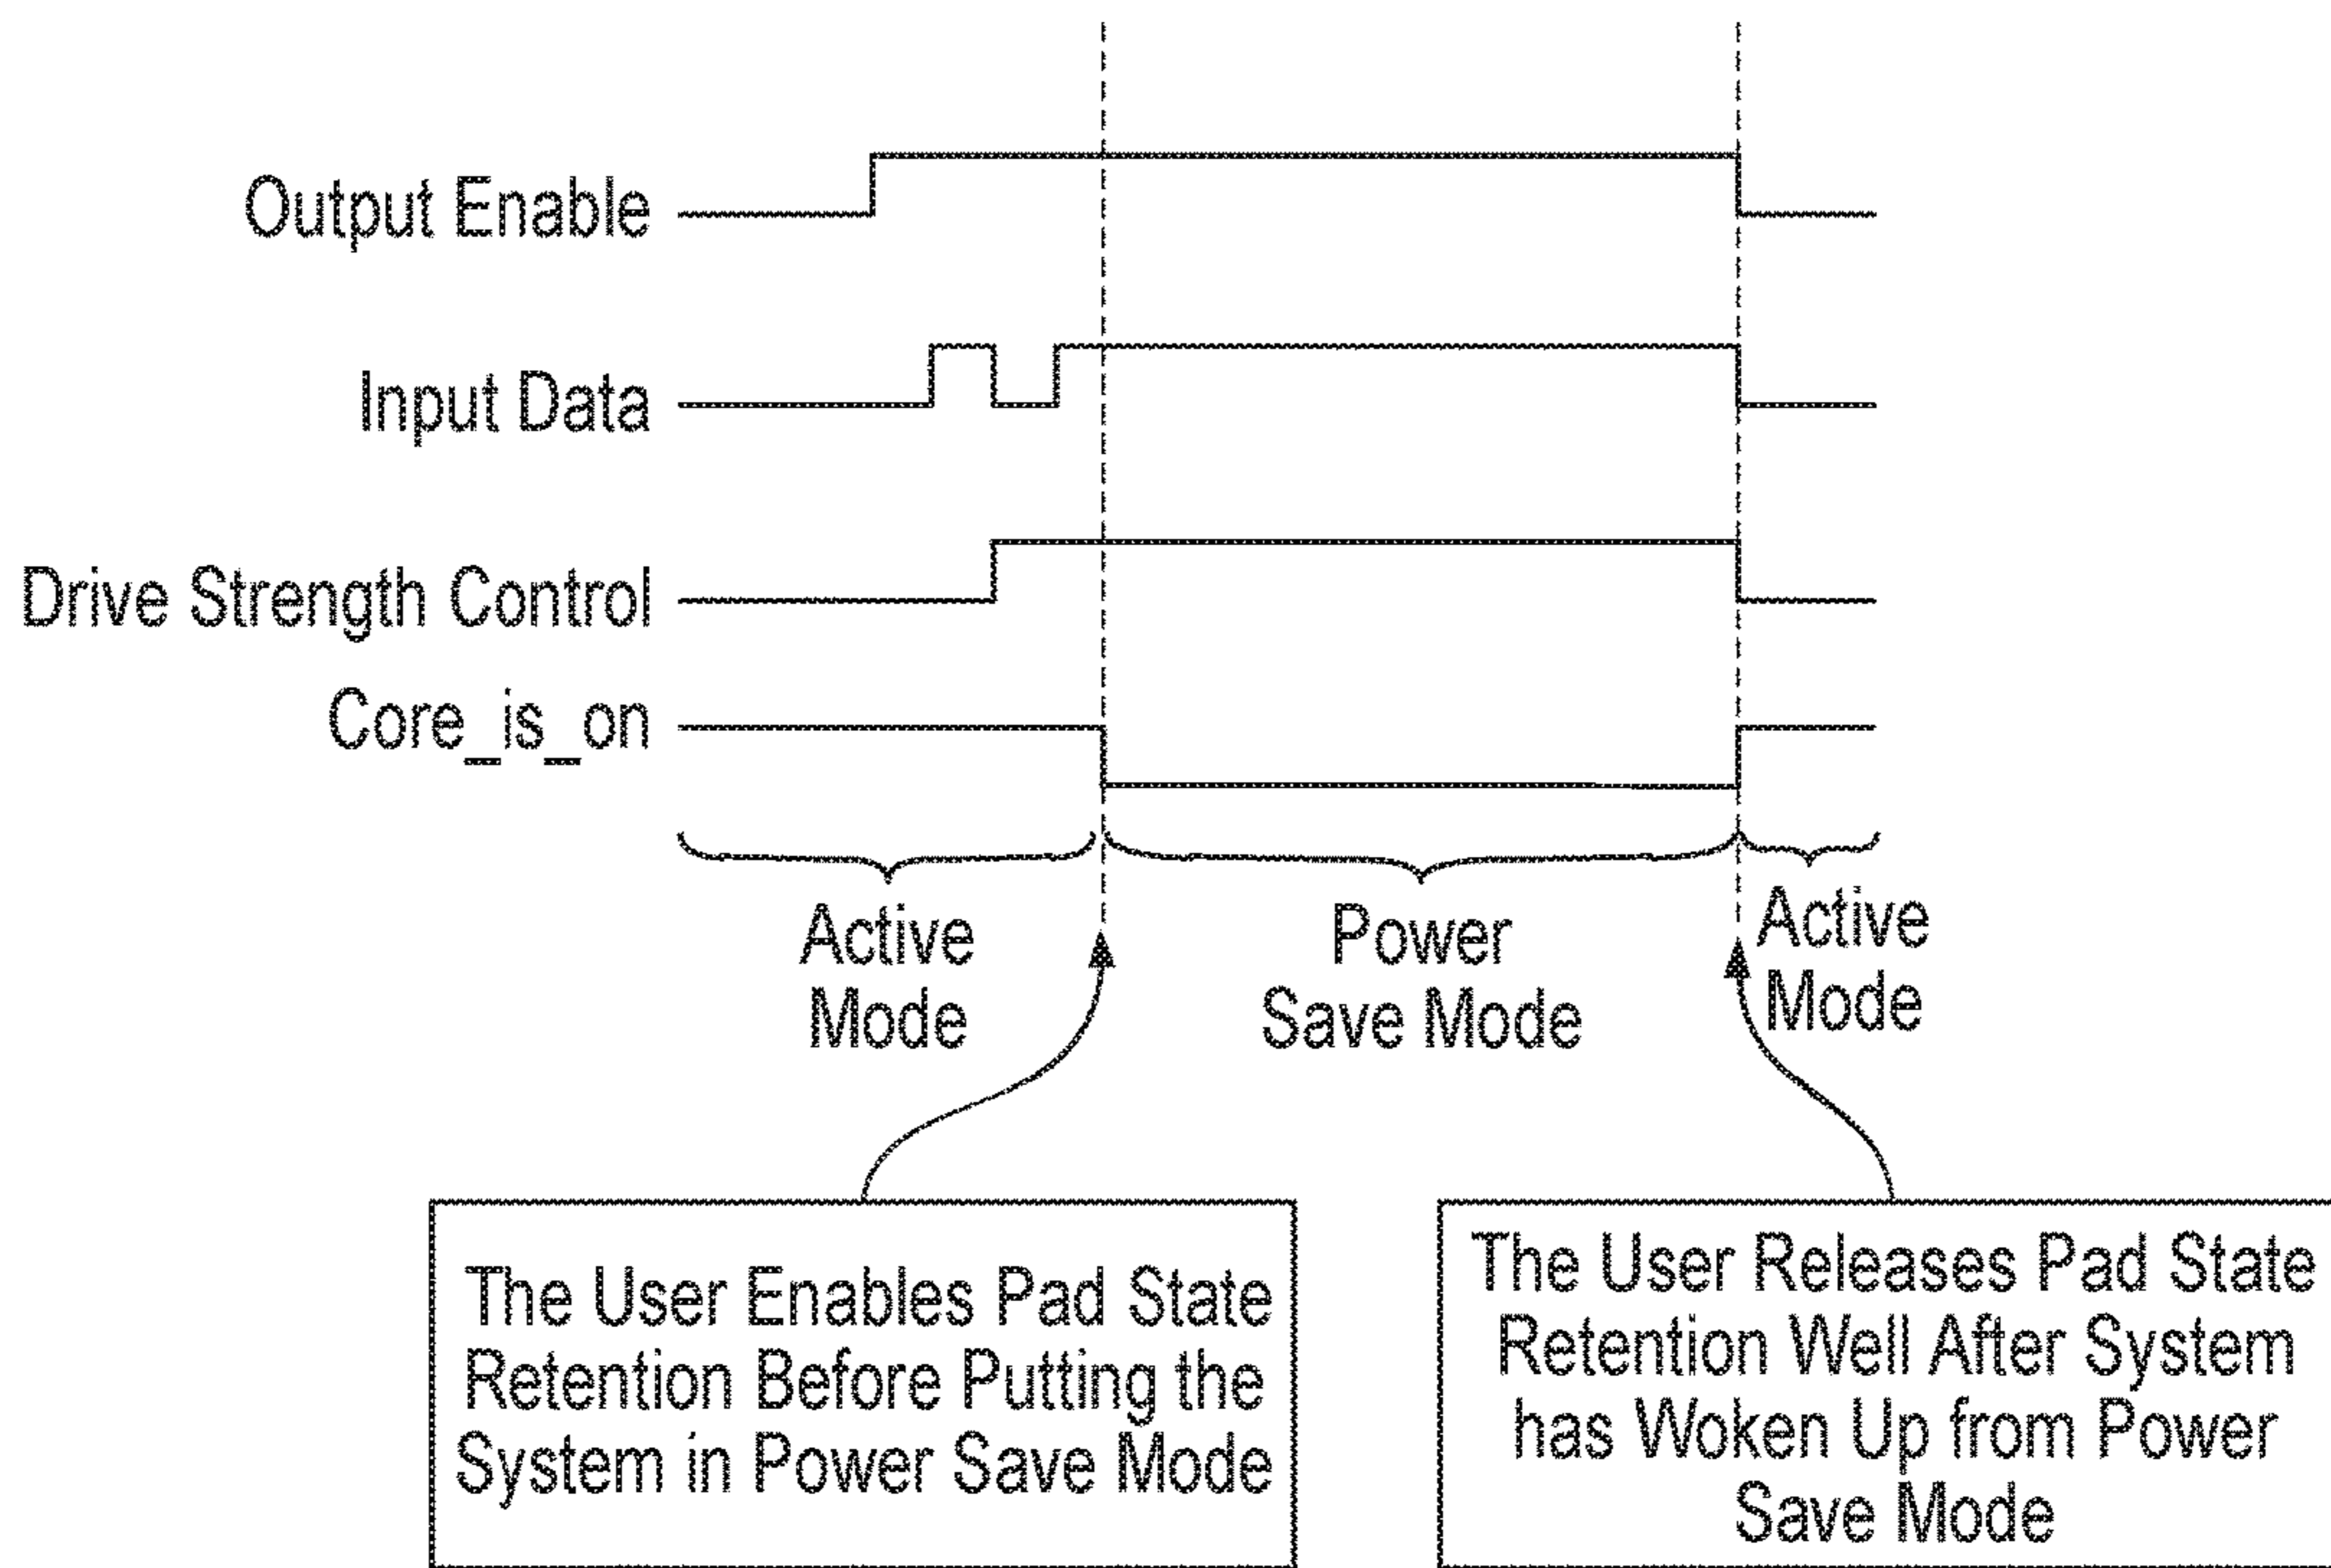 Output Enable
Input Data
Drive Strength Control
Core_is_on
Active
Mode
Power
Save Mode
Active
Mode
The User Enables Pad State
Retention Before Putting the
System in Power Save Mode
The User Releases Pad State
Retention Well After System
has Woken Up from Power
Save Mode